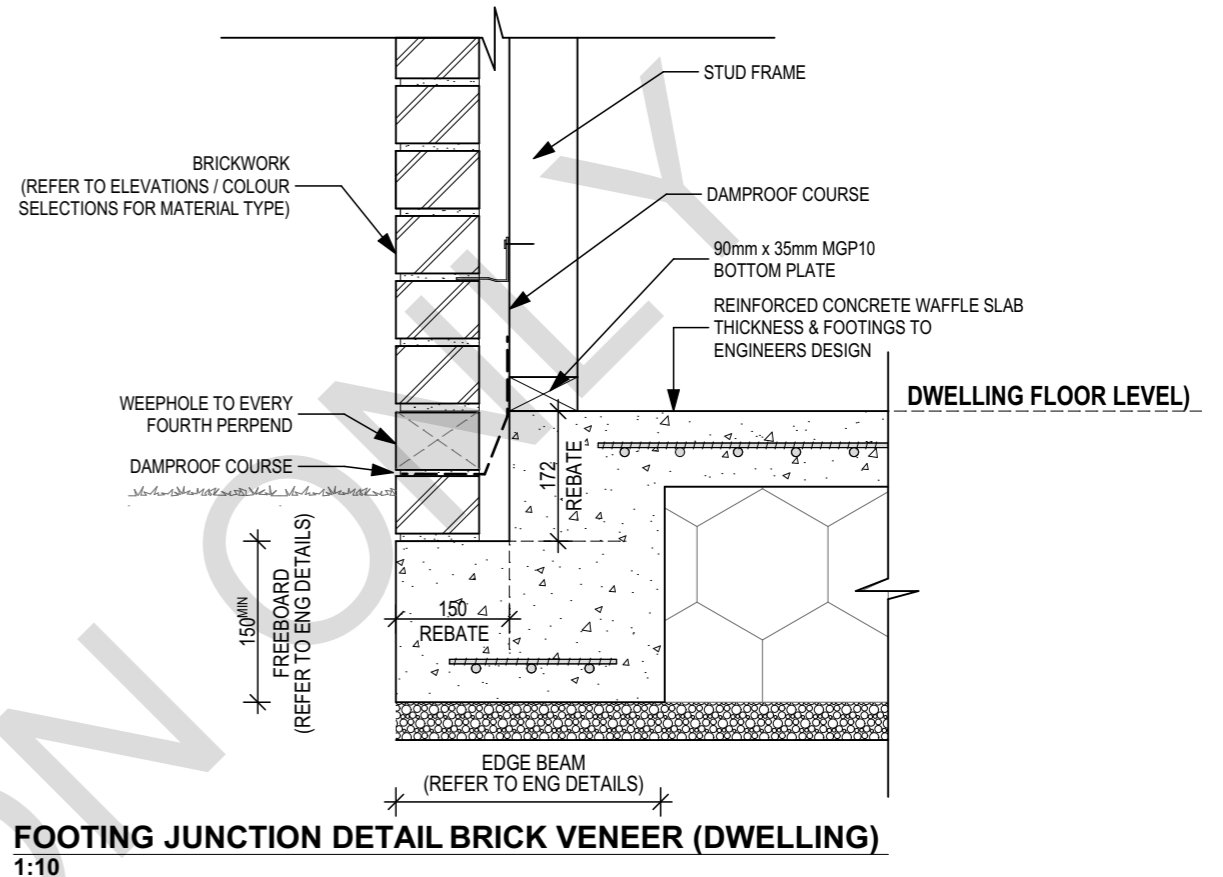 STUD FRAME
BRICKWORK
(REFER TO ELEVATIONS / COLOUR
SELECTIONS FOR MATERIAL TYPE)
DAMPROOF COURSE
90mm x 35mm MGP10
BOTTOM PLATE
REINFORCED CONCRETE WAFFLE SLAB
THICKNESS & FOOTINGS TO
ENGINEERS DESIGN
DWELLING FLOOR LEVEL)
WEEPHOLE TO EVERY
FOURTH PERPEND
DAMPROOF COURSE
172
REBATE
150MIN
FREEBOARD
(REFER TO ENG DETAILS)
150
REBATE
EDGE BEAM
(REFER TO ENG DETAILS)
FOOTING JUNCTION DETAIL BRICK VENEER (DWELLING)
1:10
ON ONLY